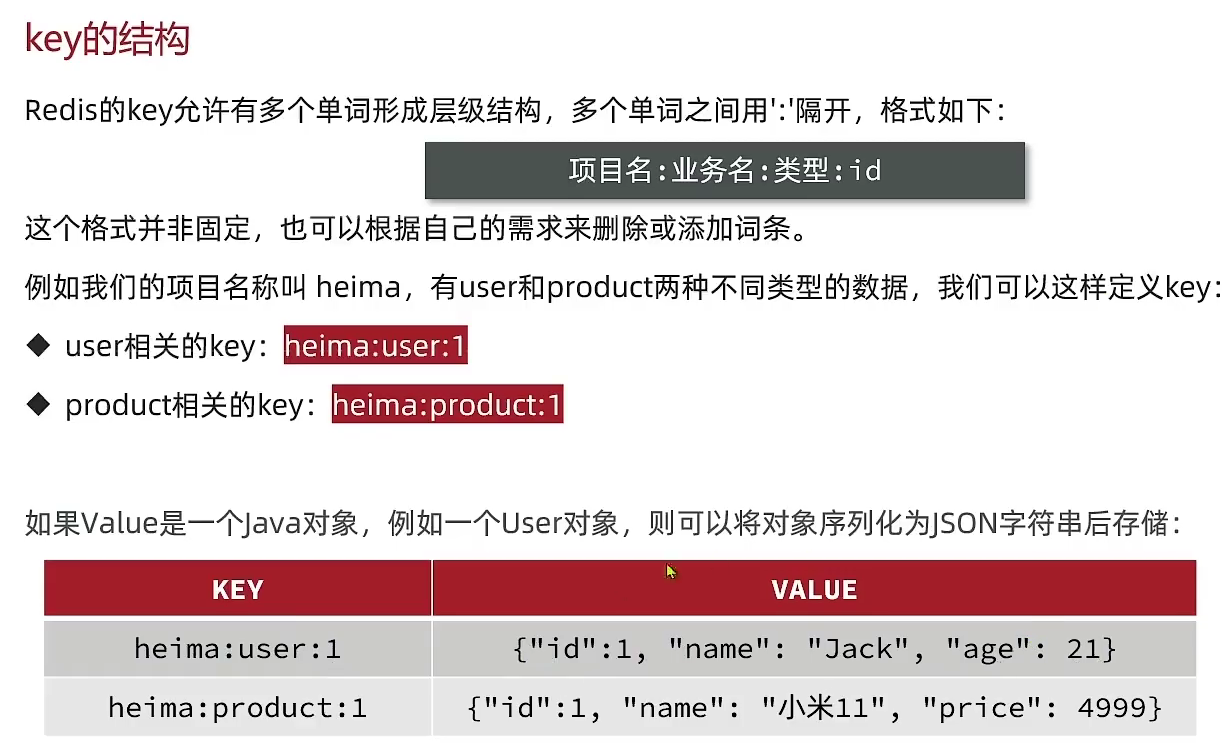 key的结构
Redis的key允许有多个单词形成层级结构，多个单词之间用':'隔开，格式如下：
项目名:业务名:类型:id
这个格式并非固定，也可以根据自己的需求来删除或添加词条。
例如我们的项目名称叫 heima，有user和product两种不同类型的数据，我们可以这样定义key：
◆ user相关的key：heima:user:1
◆ product相关的key：heima:product:1
如果Value是一个Java对象，例如一个User对象，则可以将对象序列化为JSON字符串后存储：
KEY VALUE
heima:user:1 {"id":1, "name": "Jack", "age": 21}
heima:product:1 {"id":1, "name": "小米11", "price": 4999}